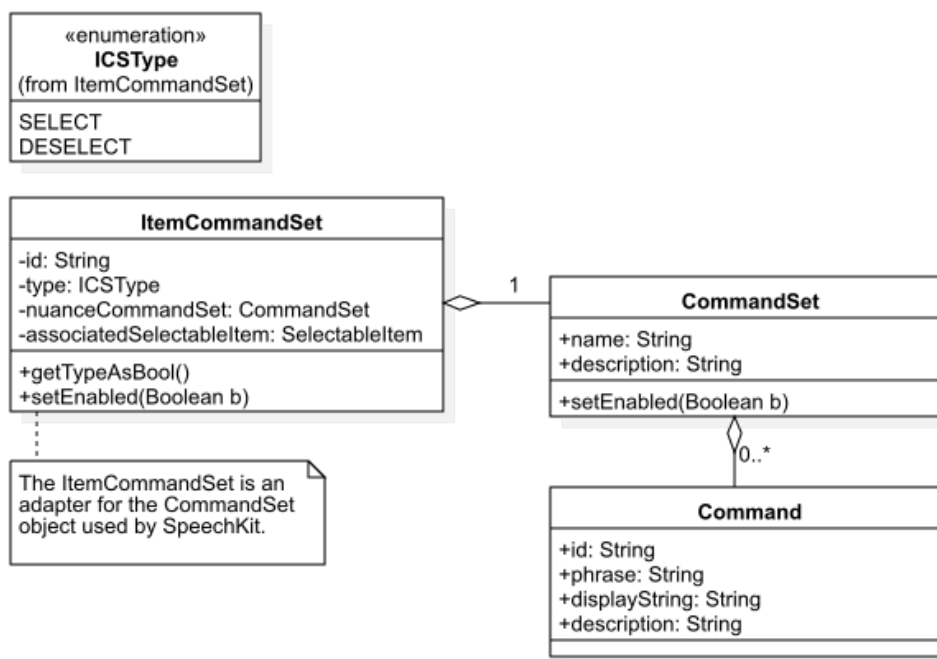 «enumeration»
ICSType
(from ItemCommandSet)
SELECT
DESELECT
ItemCommandSet
-id: String
-type: ICSType
-nuanceCommandSet: CommandSet
-associatedSelectableItem: SelectableItem
+getTypeAsBool()
+setEnabled(Boolean b)
The ItemCommandSet is an
adapter for the CommandSet
object used by SpeechKit.
1
CommandSet
+name: String
+description: String
+setEnabled(Boolean b)
0..*
Command
+id: String
+phrase: String
+displayString: String
+description: String